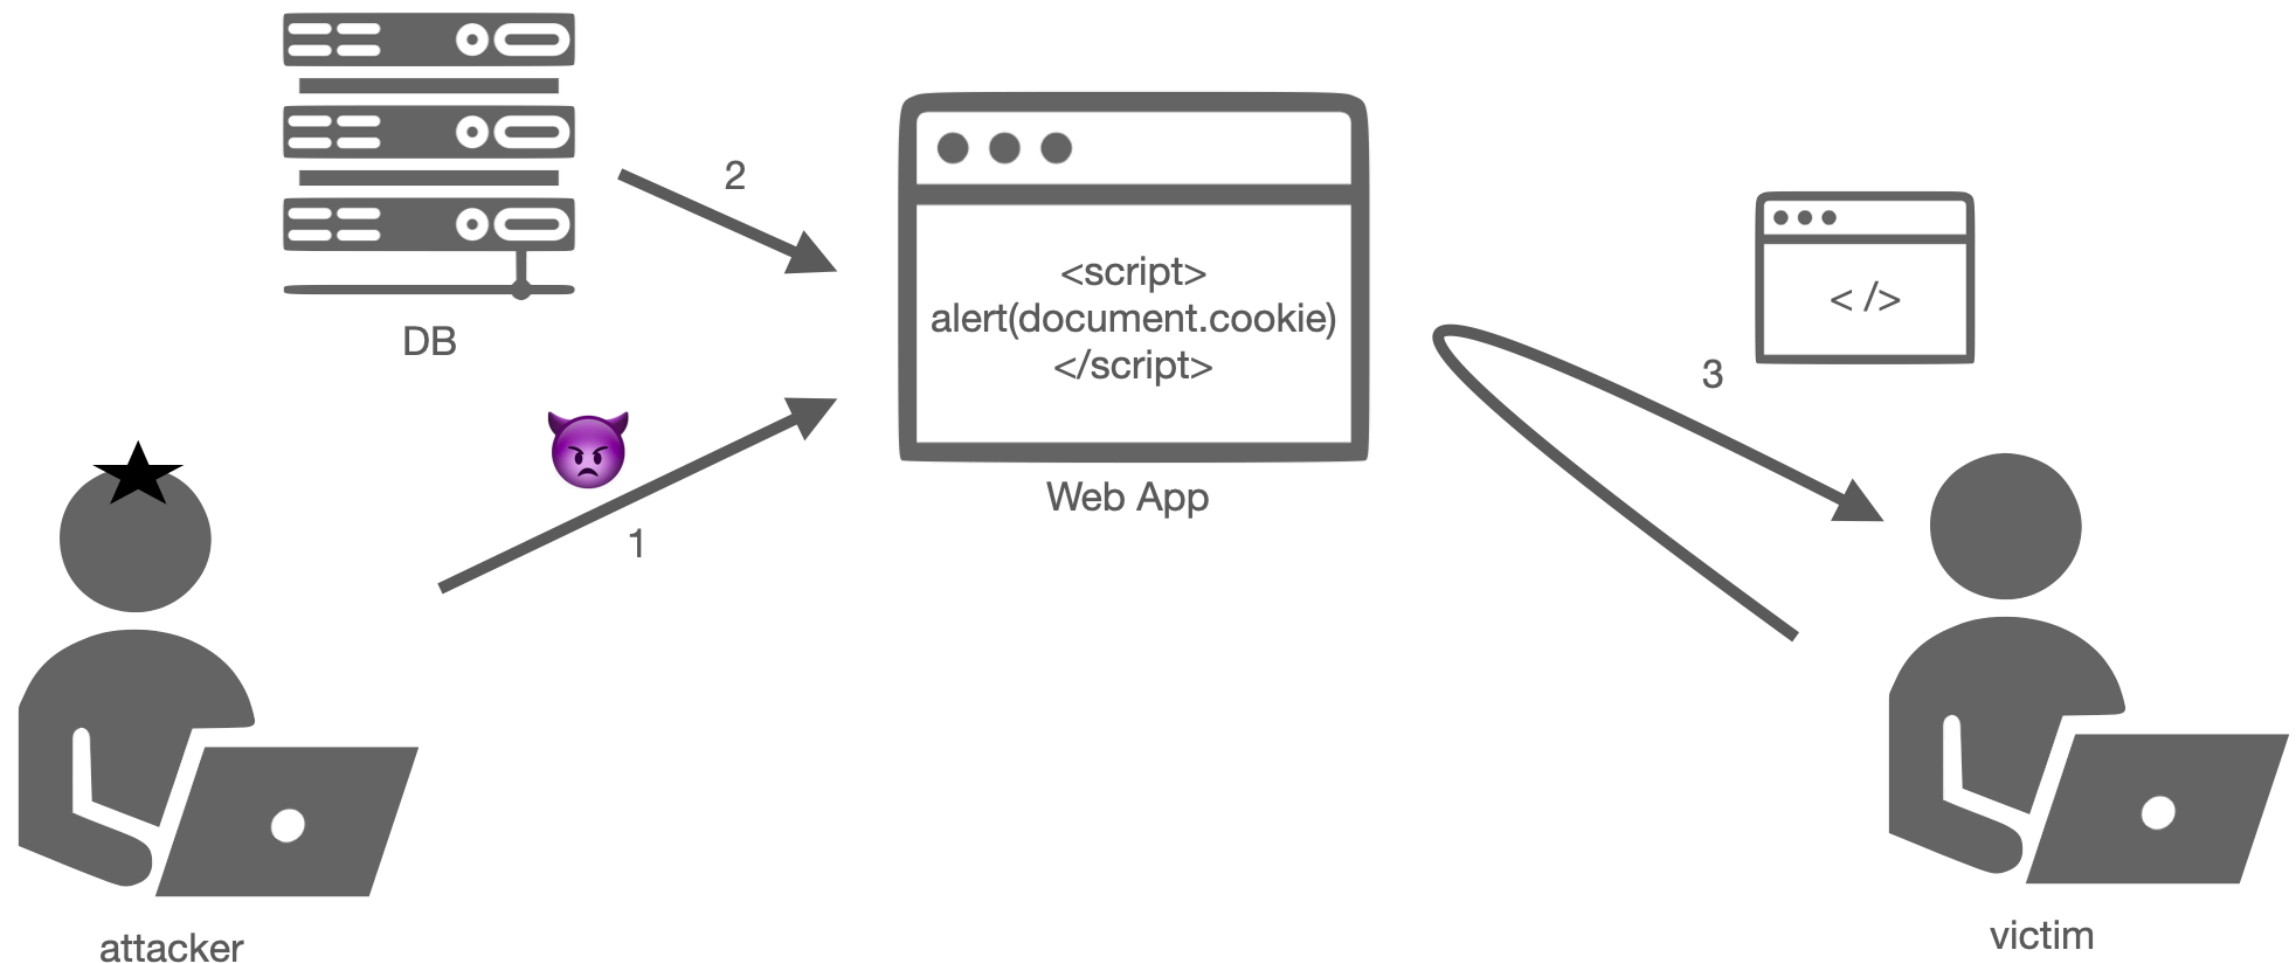 DB
2
<script>
alert(document.cookie)
</script>
Web App
1
3
< />
attacker
victim